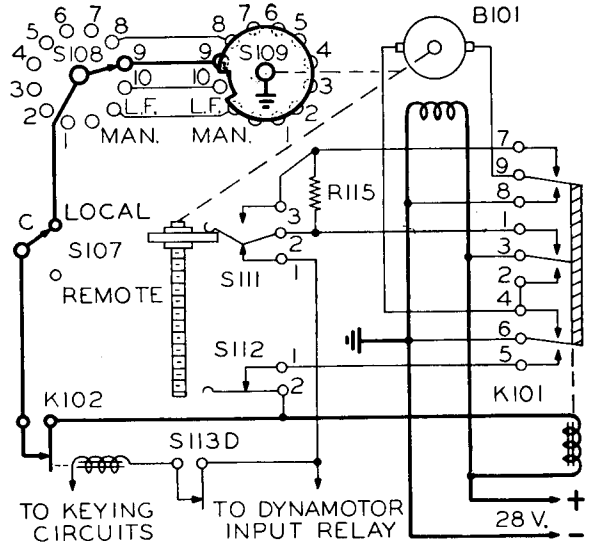 B101
5 6 7 8 8 7 6 5
S108 S109
4 9 9 4
3 10 10 3
2 L.F. L.F. 2
1 MAN. MAN. 1
7
9
8
R115
C LOCAL
3
1
S107
2
3
S111 1
2
REMOTE
4
6
S112 1
5
2
K101
K102
S113D
TO KEYING CIRCUITS
TO DYNAMOTOR INPUT RELAY
+
28 V.
−